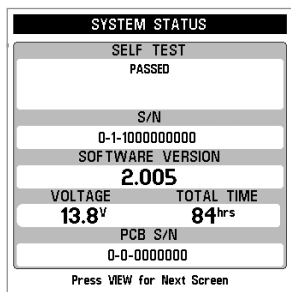 SYSTEM STATUS
SELF TEST
PASSED
S/N
0-1-1000000000
SOFTWARE VERSION
2.005
VOLTAGE TOTAL TIME
13.8V 84hrs
PCB S/N
0-0-0000000
Press VIEW for Next Screen